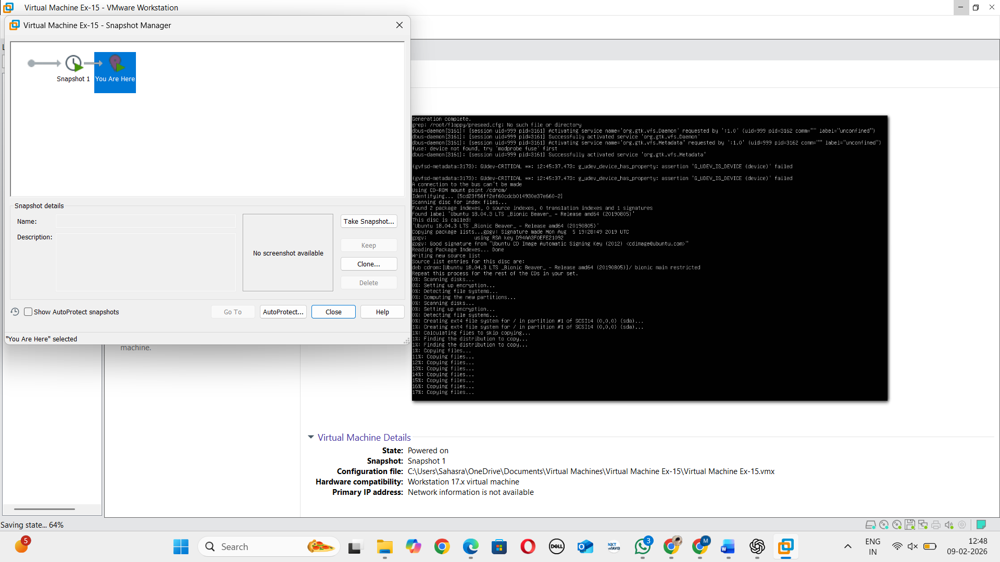 Virtual Machine Ex-15 - VMware Workstation
Virtual Machine Ex-15 - Snapshot Manager
Snapshot 1
You Are Here
Snapshot details
Name:
Description:
No screenshot available
Take Snapshot...
Keep
Clone...
Delete
Show AutoProtect snapshots
Go To
AutoProtect...
Close
Help
"You Are Here" selected
machine.
Generation complete.
grep: /root/floppy/preseed.cfg: No such file or directory
dbus-daemon[3161]: [session uid=999 pid=3161] Activating service name='org.gtk.vfs.Daemon' requested by ':1.0' (uid=999 pid=3162 comm="" label="unconfined")
dbus-daemon[3161]: [session uid=999 pid=3161] Successfully activated service 'org.gtk.vfs.Daemon'
dbus-daemon[3161]: [session uid=999 pid=3161] Activating service name='org.gtk.vfs.Metadata' requested by ':1.0' (uid=999 pid=3162 comm="" label="unconfined")
fuse: device not found, try 'modprobe fuse' first
dbus-daemon[3161]: [session uid=999 pid=3161] Successfully activated service 'org.gtk.vfs.Metadata'
(gvfsd-metadata:3173): GUdev-CRITICAL **: 12:45:37.473: g_udev_device_has_property: assertion 'G_UDEV_IS_DEVICE (device)' failed
(gvfsd-metadata:3173): GUdev-CRITICAL **: 12:45:37.473: g_udev_device_has_property: assertion 'G_UDEV_IS_DEVICE (device)' failed
A connection to the bus can't be made
Using CD-ROM mount point /cdrom/
Identifying... [5cd23f56ff2ef60cdcb014930e37e660-2]
Scanning disc for index files...
Found 2 package indexes, 0 source indexes, 0 translation indexes and 1 signatures
Found label 'Ubuntu 18.04.3 LTS _Bionic Beaver_ - Release amd64 (20190805)'
This disc is called:
'Ubuntu 18.04.3 LTS _Bionic Beaver_ - Release amd64 (20190805)'
Copying package lists...gpgv: Signature made Mon Aug  5 19:28:49 2019 UTC
gpgv:                using RSA key D94AA3F0EFE21092
gpgv: Good signature from "Ubuntu CD Image Automatic Signing Key (2012) <cdimage@ubuntu.com>"
Reading Package Indexes... Done
Writing new source list
Source list entries for this disc are:
deb cdrom:[Ubuntu 18.04.3 LTS _Bionic Beaver_ - Release amd64 (20190805)]/ bionic main restricted
Repeat this process for the rest of the CDs in your set.
0%: Scanning disks...
0%: Setting up encryption...
0%: Detecting file systems...
0%: Computing the new partitions...
0%: Scanning disks...
0%: Setting up encryption...
0%: Detecting file systems...
0%: Creating ext4 file system for / in partition #1 of SCSI14 (0,0,0) (sda)...
1%: Creating ext4 file system for / in partition #1 of SCSI14 (0,0,0) (sda)...
1%: Calculating files to skip copying...
1%: Finding the distribution to copy...
1%: Finding the distribution to copy...
1%: Copying files...
11%: Copying files...
12%: Copying files...
13%: Copying files...
14%: Copying files...
15%: Copying files...
16%: Copying files...
17%: Copying files...
Virtual Machine Details
State: Powered on
Snapshot: Snapshot 1
Configuration file: C:\Users\Sahasra\OneDrive\Documents\Virtual Machines\Virtual Machine Ex-15\Virtual Machine Ex-15.vmx
Hardware compatibility: Workstation 17.x virtual machine
Primary IP address: Network information is not available
Saving state... 64%
5
Search
DELL
NXT WAVE
3
M
ENG
IN
12:48
09-02-2026